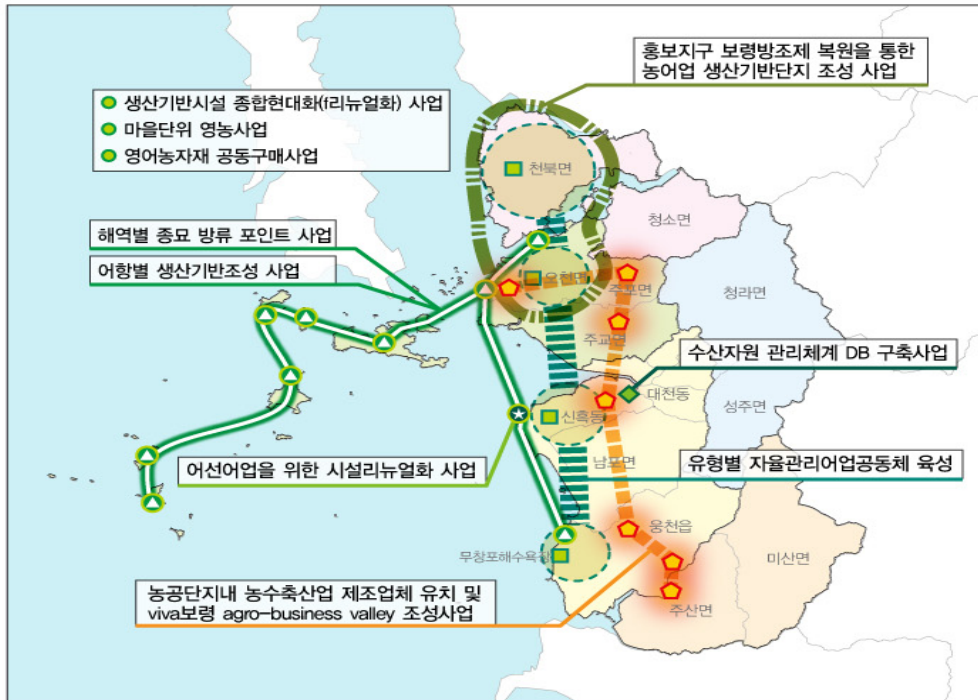 홍보지구 보령방조제 복원을 통한
농어업 생산기반단지 조성 사업
생산기반시설 종합현대화(f리뉴얼화) 사업
마을단위 영농사업
영어농자재 공동구매사업
천북면
청소면
해역별 종묘 방류 포인트 사업
어항별 생산기반조성 사업
오천면
주포면
청라면
주교면
수산자원 관리체계 DB 구축사업
대천동
신흑동
성주면
어선어업을 위한 시설리뉴얼화 사업
남포면
유형별 자율관리어업공동체 육성
웅천읍
무창포해수욕장
미산면
농공단지내 농수축산업 제조업체 유치 및
viva보령 agro-business valley 조성사업
주산면